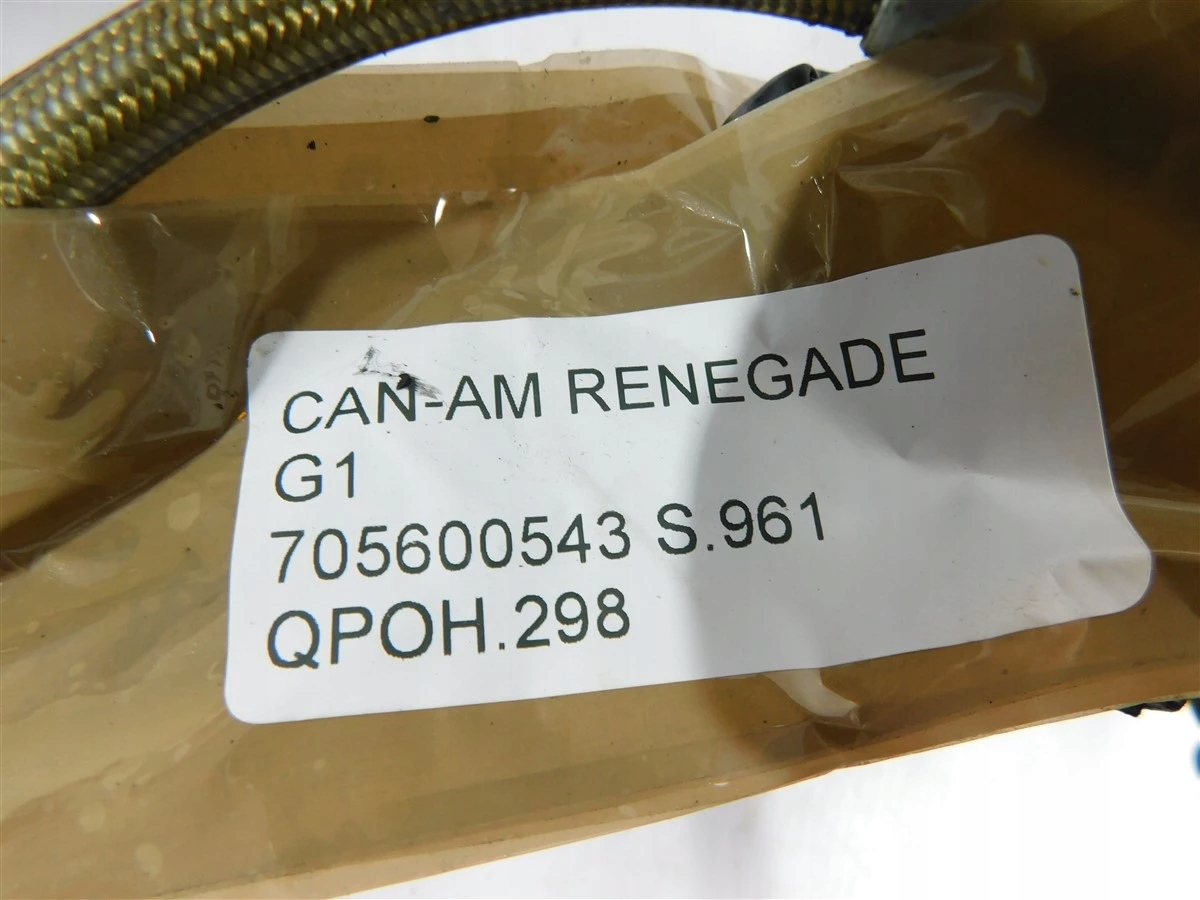 CAN-AM RENEGADE
G1
705600543 S.961
QPOH.298